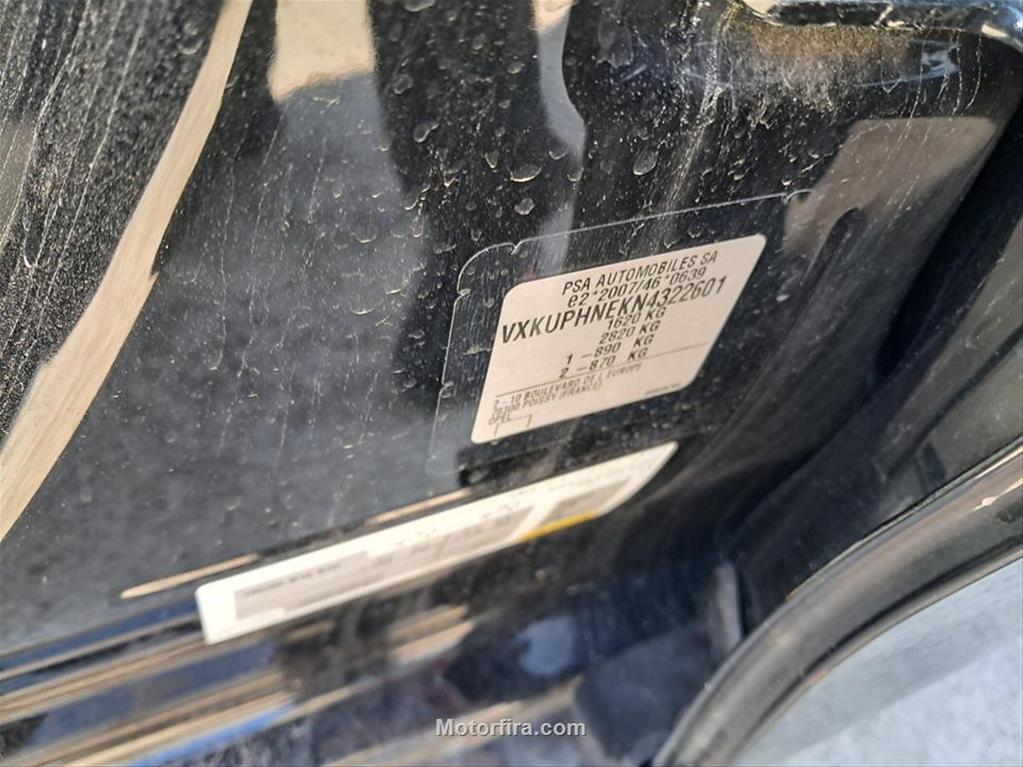 PSA AUTOMOBILES SA
e2*2007/46*0639
VXKUPHNEKN4322601
1620 KG
2820 KG
1 -890 KG
2 -870 KG
2-10 BOULEVARD DE L'EUROPE
78300 POISSY (FRANCE)
OPEL
Motorfira.com